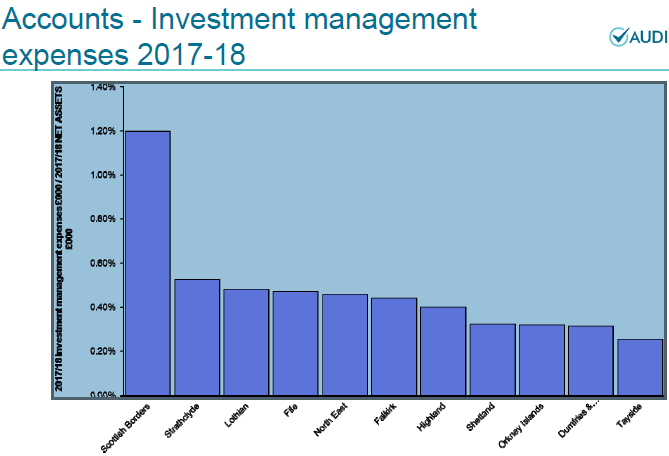 Accounts - Investment management
expenses 2017-18
AUDI
2017/18 investment management expenses £000 / 2017/18 NET ASSETS
£000
1.40%
1.20%
1.00%
0.80%
0.60%
0.40%
0.20%
0.00%
Scottish Borders
Strathclyde
Lothian
Fife
North East
Falkirk
Highland
Shetland
Orkney Islands
Dumfries &...
Tayside